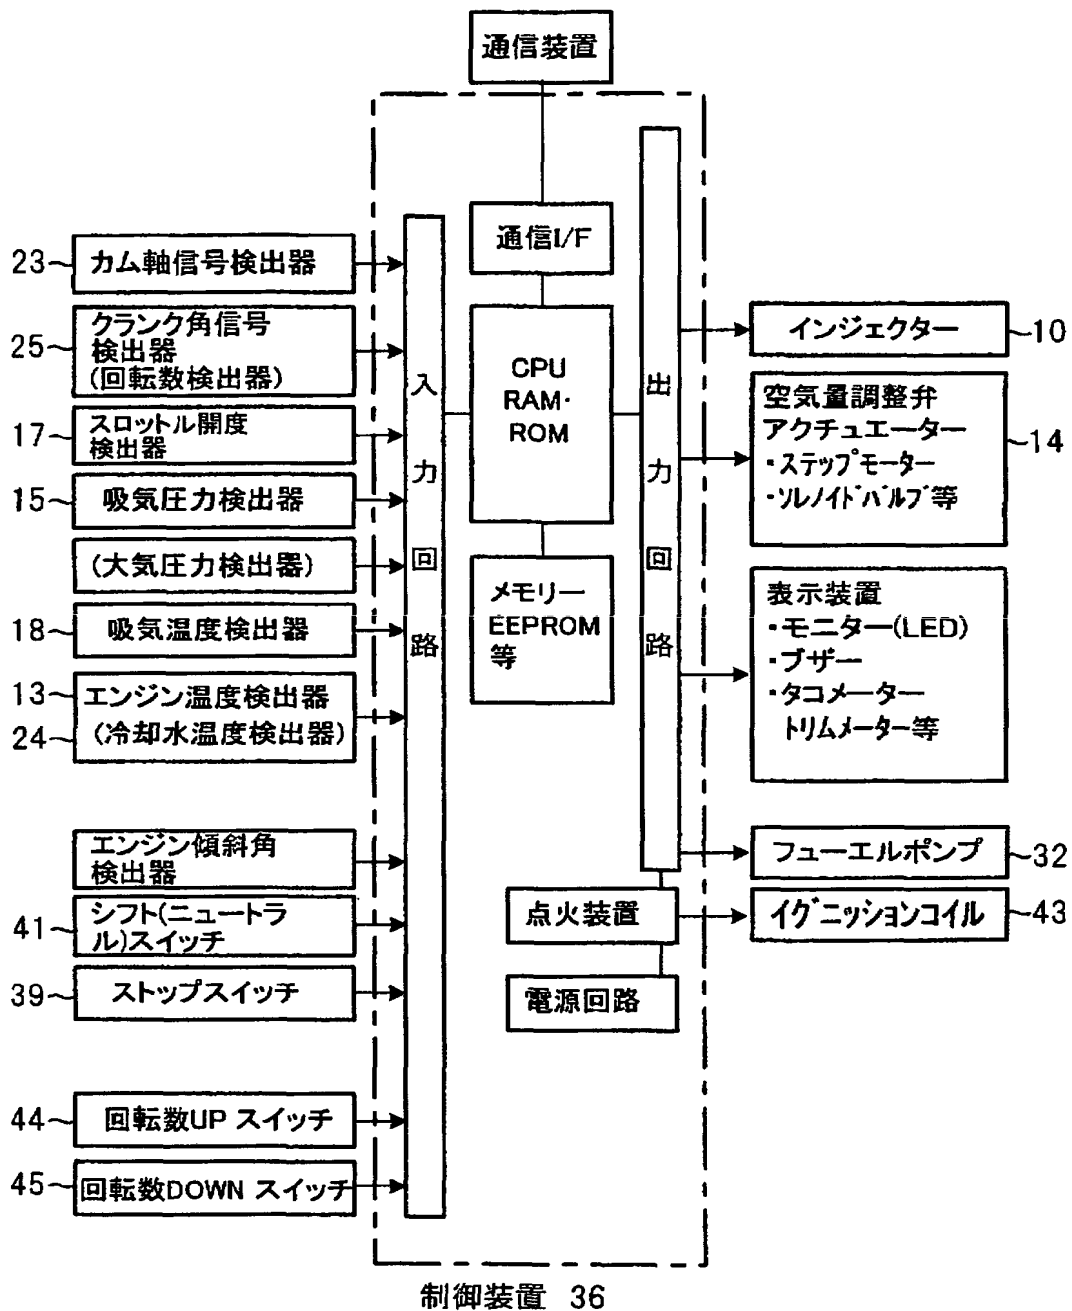 通信装置
通信I/F
23
カム軸信号検出器
25
クランク角信号
検出器
(回転数検出器)
17
スロットル開度
検出器
15
吸気圧力検出器
(大気圧力検出器)
18
吸気温度検出器
13
エンジン温度検出器
24
(冷却水温度検出器)
エンジン傾斜角
検出器
41
シフト(ニュートラ
ル)スイッチ
39
ストップスイッチ
44
回転数UP スイッチ
45
回転数DOWN スイッチ
入力回路
CPU
RAM・
ROM
メモリー
EEPROM
等
出力回路
点火装置
電源回路
インジェクター
10
空気量調整弁
アクチュエーター
・ステップモーター
・ソレノイドバルブ等
14
表示装置
・モニター(LED)
・ブザー
・タコメーター
トリムメーター等
フューエルポンプ
32
イグニッションコイル
43
制御装置 36